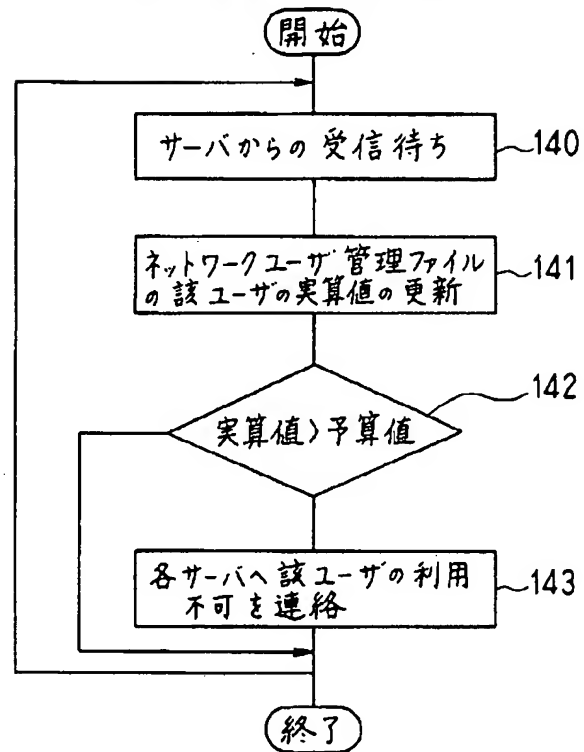 開始
サーバからの受信待ち
140
ネットワークユーザ管理ファイル
の該ユーザの実算値の更新
141
142
実算値>予算値
各サーバへ該ユーザの利用
不可を連絡
143
終了